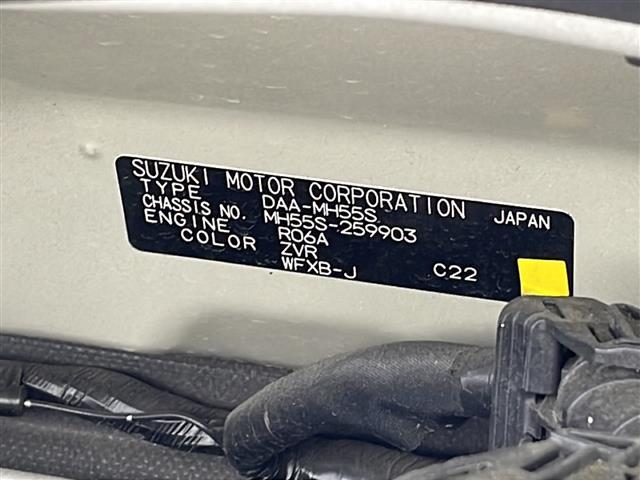 SUZUKI MOTOR CORPORATION JAPAN
TYPE DAA-MH55S
CHASSIS NO. MH55S-259903
ENGINE R06A
COLOR ZVR
WFXB-J C22